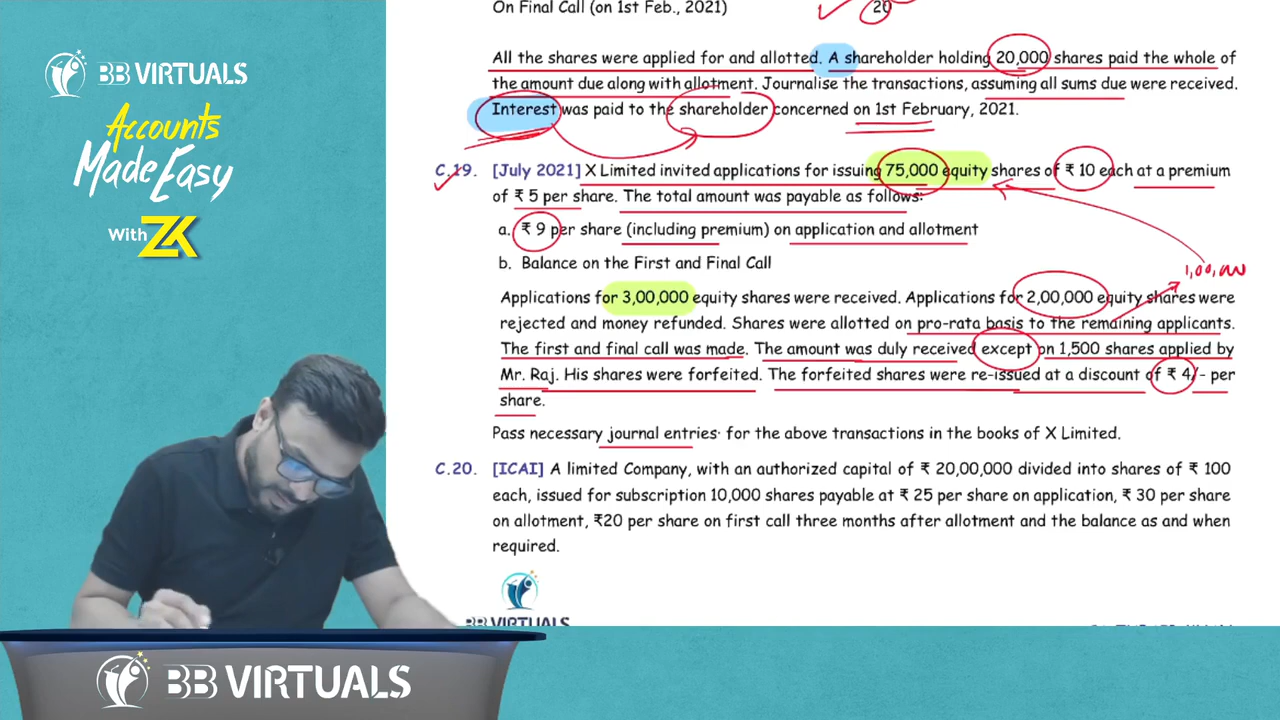 BB VIRTUALS
Accounts
Made Easy
With ZK
On Final Call (on 1st Feb., 2021) 20
All the shares were applied for and allotted. A shareholder holding 20,000 shares paid the whole of
the amount due along with allotment. Journalise the transactions, assuming all sums due were received.
Interest was paid to the shareholder concerned on 1st February, 2021.
C.19. [July 2021] X Limited invited applications for issuing 75,000 equity shares of ₹ 10 each at a premium
of ₹ 5 per share. The total amount was payable as follows:
a. ₹ 9 per share (including premium) on application and allotment
b. Balance on the First and Final Call
1,00,000
Applications for 3,00,000 equity shares were received. Applications for 2,00,000 equity shares were
rejected and money refunded. Shares were allotted on pro-rata basis to the remaining applicants.
The first and final call was made. The amount was duly received except on 1,500 shares applied by
Mr. Raj. His shares were forfeited. The forfeited shares were re-issued at a discount of ₹ 4/- per
share.
Pass necessary journal entries for the above transactions in the books of X Limited.
C.20. [ICAI] A limited Company, with an authorized capital of ₹ 20,00,000 divided into shares of ₹ 100
each, issued for subscription 10,000 shares payable at ₹ 25 per share on application, ₹ 30 per share
on allotment, ₹20 per share on first call three months after allotment and the balance as and when
required.
BB VIRTUALS
BB VIRTUALS